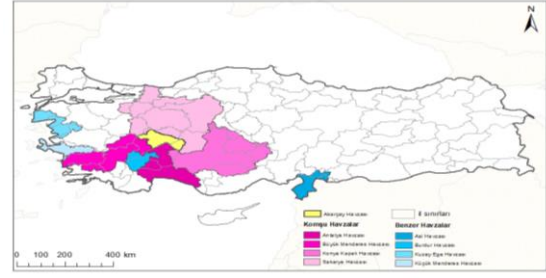 N
Akarçay Havzası
İl sınırları
Komşu Havzalar
Benzer Havzalar
Antalya Havzası
Asi Havzası
Büyük Menderes Havzası
Burdur Havzası
Konya Kapalı Havzası
Kuzey Ege Havzası
Sakarya Havzası
Küçük Menderes Havzası
0 100 200 400 km